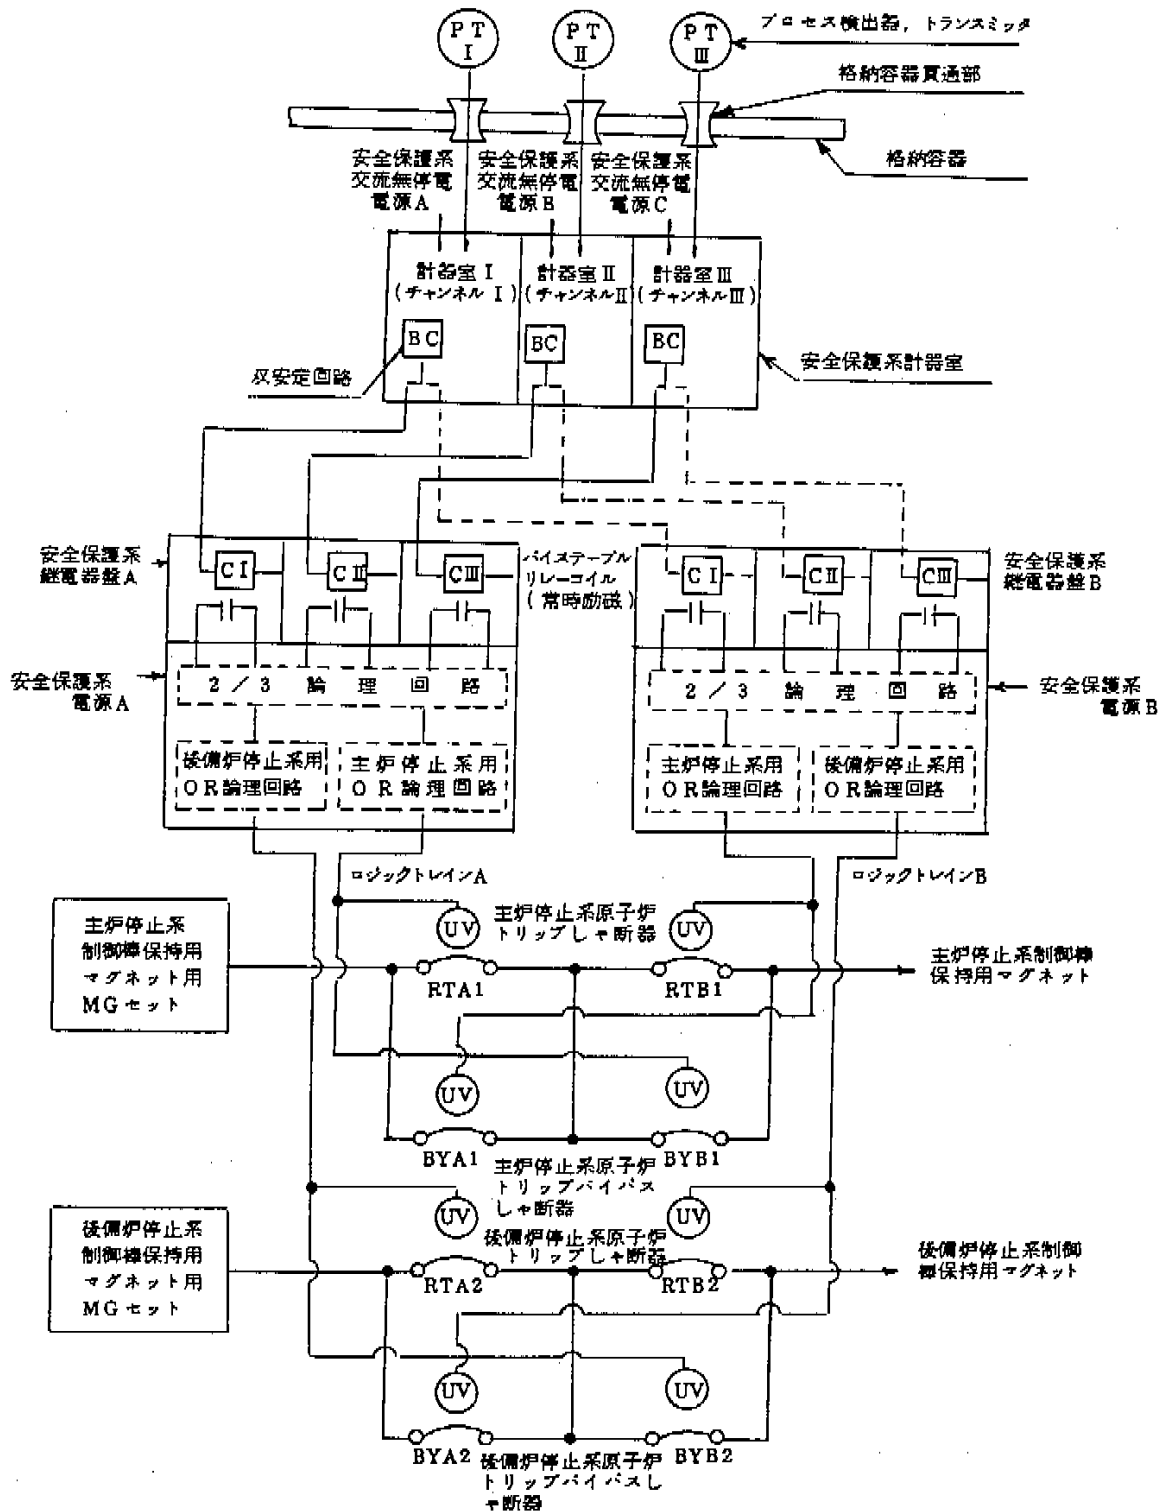 PT
I
PT
II
PT
III
プロセス検出器，トランスミッタ
格納容器貫通部
格納容器
安全保護系
交流無停電
電源A
安全保護系
交流無停電
電源B
安全保護系
交流無停電
電源C
計器室I
(チャンネルI)
計器室II
(チャンネルII)
計器室III
(チャンネルIII)
BC
BC
BC
双安定回路
安全保護系計器室
安全保護系
継電器盤A
CI
CII
CIII
バイステーブル
リレーコイル
(常時励磁)
CI
CII
CIII
安全保護系
継電器盤B
安全保護系
電源A
2／3論理回路
2／3論理回路
安全保護系
電源B
後備炉停止系用
OR論理回路
主炉停止系用
OR論理回路
主炉停止系用
OR論理回路
後備炉停止系用
OR論理回路
ロジックトレインA
ロジックトレインB
主炉停止系
制御棒保持用
マグネット用
MGセット
UV
主炉停止系原子炉
トリップしゃ断器
UV
RTA1
RTB1
主炉停止系制御棒
保持用マグネット
UV
UV
BYA1
BYB1
主炉停止系原子炉
トリップバイパス
しゃ断器
後備炉停止系
制御棒保持用
マグネット用
MGセット
UV
UV
後備炉停止系原子炉
トリップしゃ断器
RTA2
RTB2
後備炉停止系制御
棒保持用マグネット
UV
UV
BYA2
BYB2
後備炉停止系原子炉
トリップバイパスし
ゃ断器